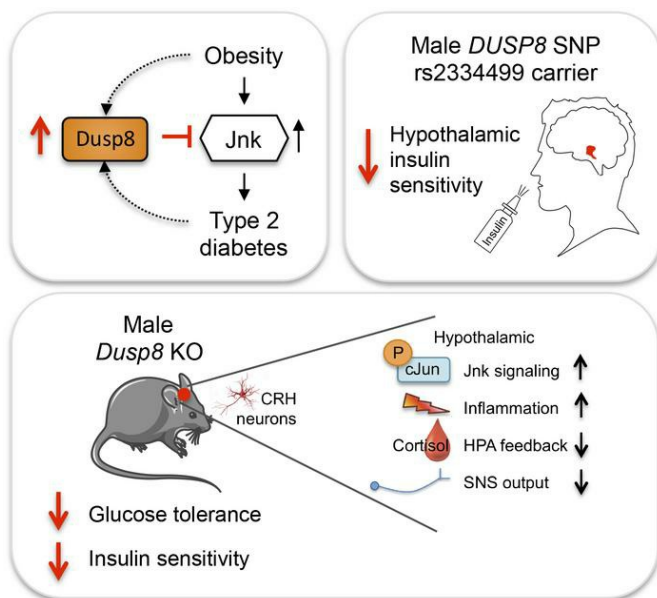 Obesity
Dusp8
Jnk
Type 2
diabetes
Male DUSP8 SNP
rs2334499 carrier
Hypothalamic
insulin
sensitivity
Insulin
Male
Dusp8 KO
CRH
neurons
Glucose tolerance
Insulin sensitivity
Hypothalamic
P
cJun
Jnk signaling
Inflammation
Cortisol HPA feedback
SNS output